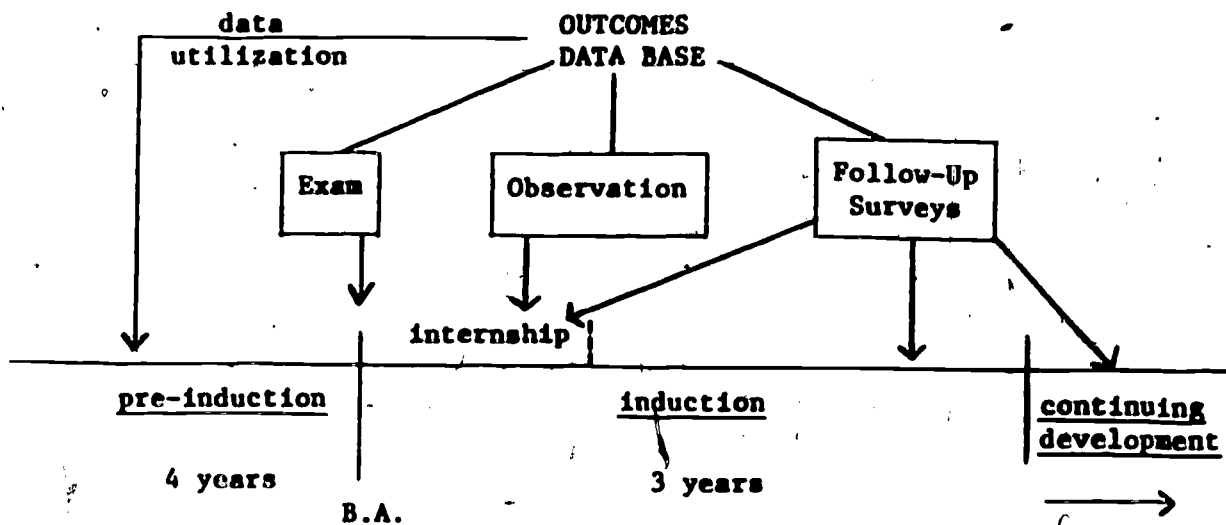 data
utilization
OUTCOMES
DATA BASE
Exam
Observation
Follow-Up
Surveys
internship
pre-induction
induction
continuing
development
4 years
3 years
B.A.